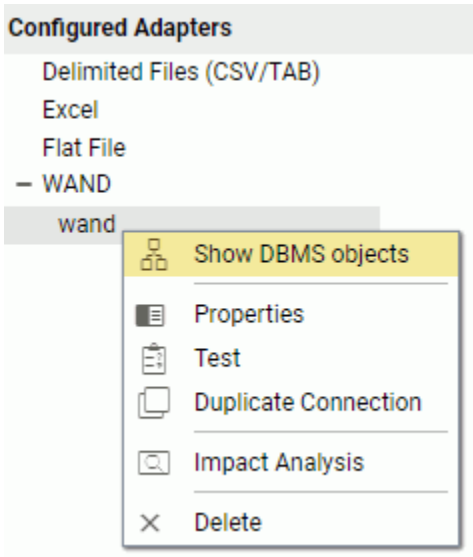 Configured Adapters
Delimited Files (CSV/TAB)
Excel
Flat File
WAND
wand
Show DBMS objects
Properties
Test
Duplicate Connection
Impact Analysis
Delete